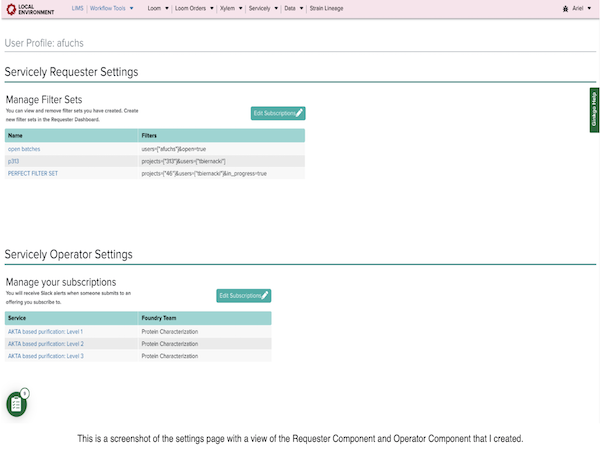 LOCAL ENVIRONMENT LIMS Workflow Tools Loom Loom Orders Xylem Servicely Data Strain Lineage Ariel
User Profile: afuchs
Servicely Requester Settings
Manage Filter Sets
You can view and remove filter sets you have created. Create
new filter sets in the Requester Dashboard.
Edit Subscriptions
Ginkgo Help
Name Filters
open batches users=["afuchs"]&open=true
p313 projects=["313"]&users=["tbiernacki"]
PERFECT FILTER SET projects=["46"]&users=["tbiernacki"]&in_progress=true
Servicely Operator Settings
Manage your subscriptions
You will receive Slack alerts when someone submits to an
offering you subscribe to.
Edit Subscriptions
Service Foundry Team
AKTA based purification: Level 1 Protein Characterization
AKTA based purification: Level 2 Protein Characterization
AKTA based purification: Level 3 Protein Characterization
This is a screenshot of the settings page with a view of the Requester Component and Operator Component that I created.